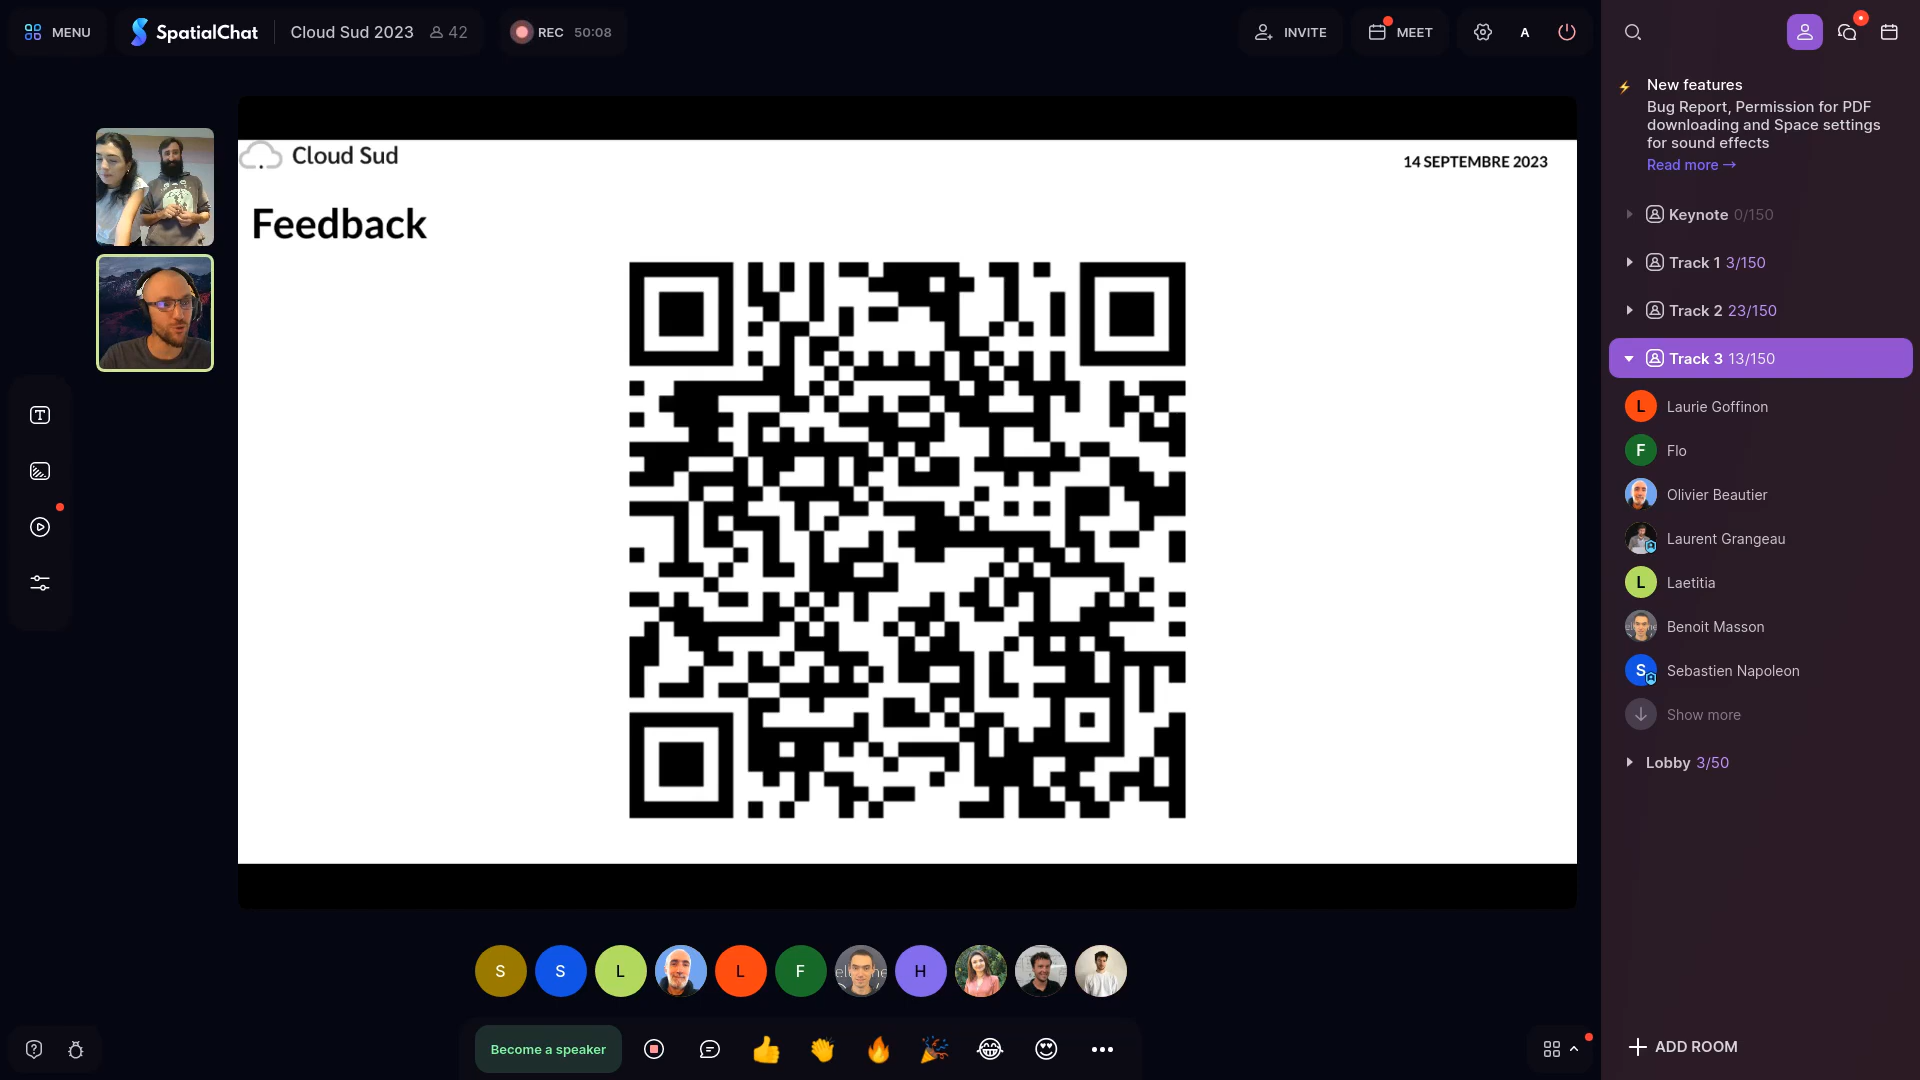 MENU
SpatialChat
Cloud Sud 2023
42
REC 50:08
INVITE
MEET
A
Cloud Sud
14 SEPTEMBRE 2023
Feedback
New features
Bug Report, Permission for PDF
downloading and Space settings
for sound effects
Read more →
Keynote 0/150
Track 1 3/150
Track 2 23/150
Track 3 13/150
L Laurie Goffinon
F Flo
Olivier Beautier
Laurent Grangeau
L Laetitia
Benoit Masson
S Sebastien Napoleon
Show more
Lobby 3/50
S S L L F H
Become a speaker
ADD ROOM